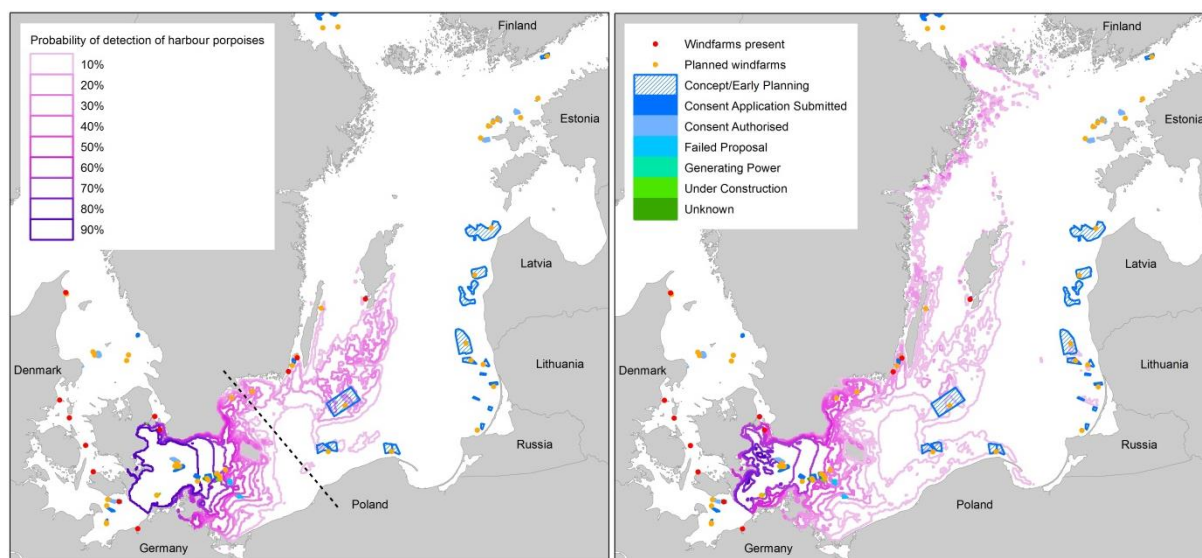 Probability of detection of harbour porpoises
10%
20%
30%
40%
50%
60%
70%
80%
90%
Finland
Estonia
Latvia
Lithuania
Russia
Poland
Germany
Denmark
Windfarms present
Planned windfarms
Concept/Early Planning
Consent Application Submitted
Consent Authorised
Failed Proposal
Generating Power
Under Construction
Unknown
Finland
Estonia
Latvia
Lithuania
Russia
Poland
Germany
Denmark